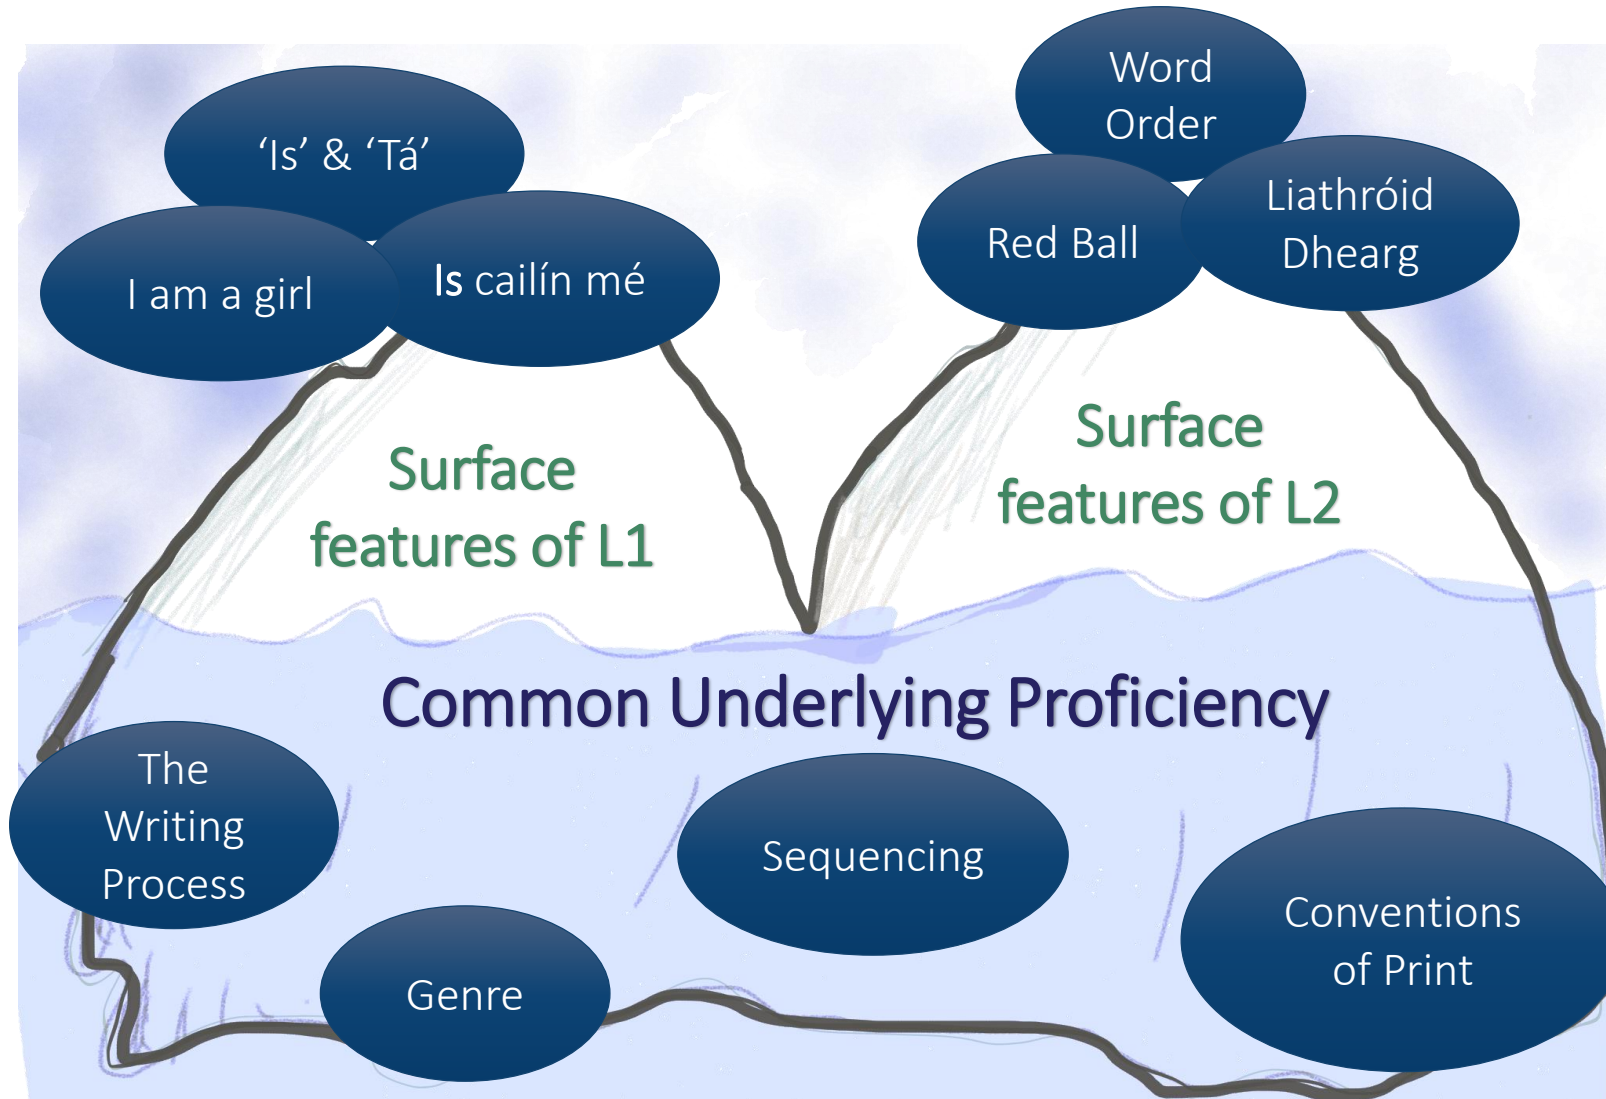 ‘Is’ & ‘Tá’
I am a girl
Is cailín mé
Word
Order
Red Ball
Liathróid
Dhearg
Surface
features of L1
Surface
features of L2
Common Underlying Proficiency
The
Writing
Process
Genre
Sequencing
Conventions
of Print